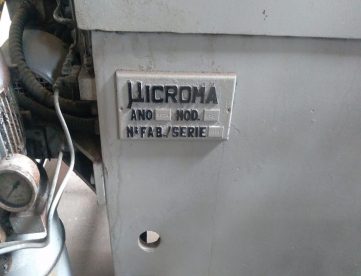 µICROMA
ANO MOD.
Nº FAB./SERIE